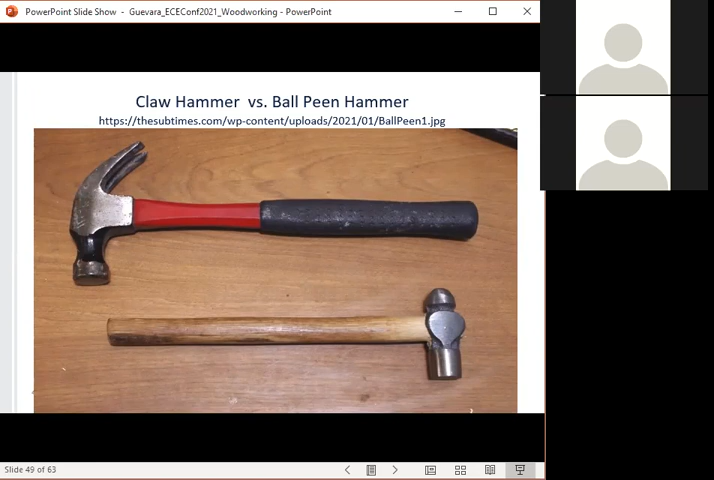 PowerPoint Slide Show - Guevara_ECEConf2021_Woodworking - PowerPoint
Claw Hammer vs. Ball Peen Hammer
https://thesubtimes.com/wp-content/uploads/2021/01/BallPeen1.jpg
Slide 49 of 63